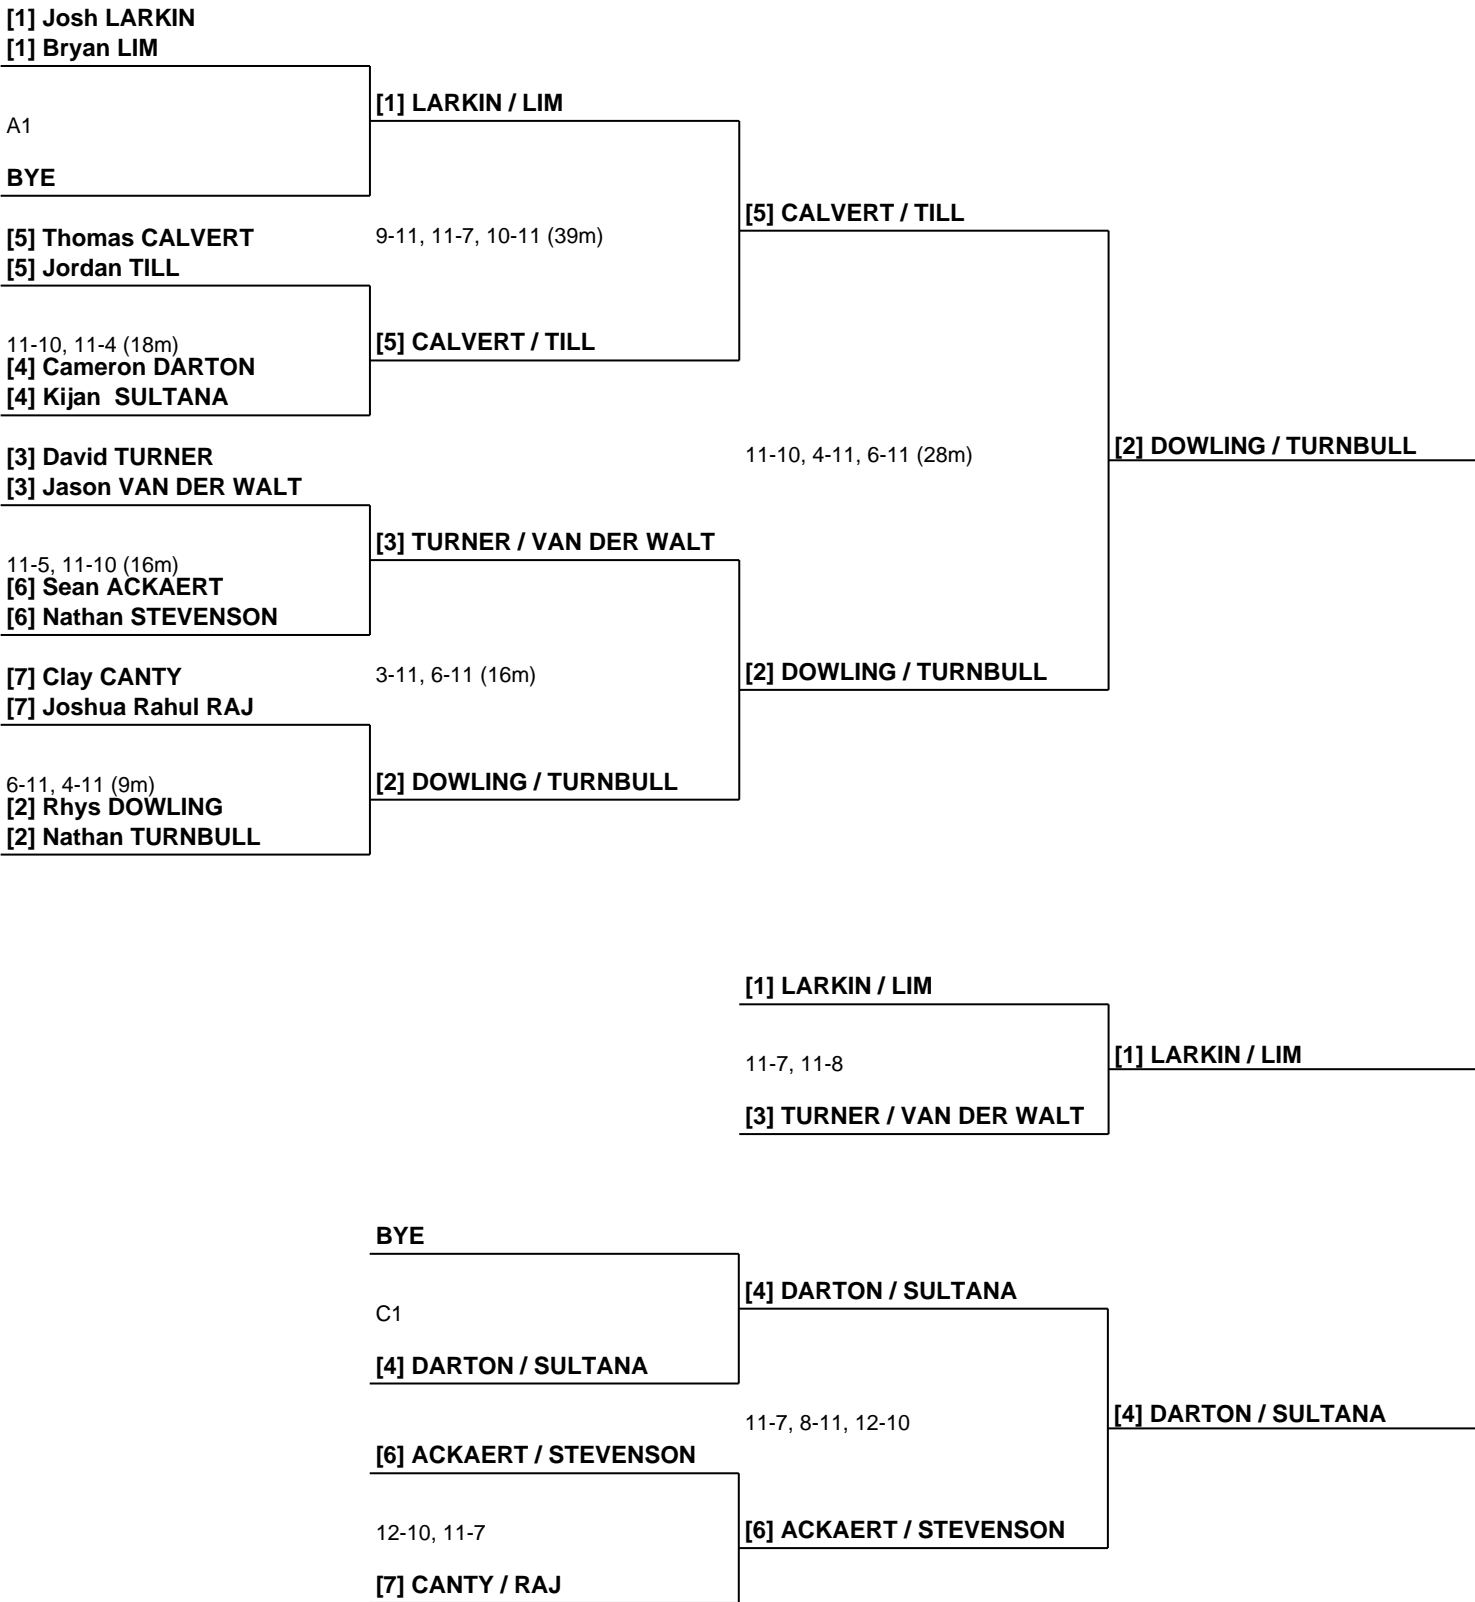 [1] Josh LARKIN
[1] Bryan LIM
[1] LARKIN / LIM
A1
BYE
[5] CALVERT / TILL
[5] Thomas CALVERT
9-11, 11-7, 10-11 (39m)
[5] Jordan TILL
11-10, 11-4 (18m)
[5] CALVERT / TILL
[4] Cameron DARTON
[4] Kijan  SULTANA
[3] David TURNER
11-10, 4-11, 6-11 (28m)
[2] DOWLING / TURNBULL
[3] Jason VAN DER WALT
[3] TURNER / VAN DER WALT
11-5, 11-10 (16m)
[6] Sean ACKAERT
[6] Nathan STEVENSON
[7] Clay CANTY
3-11, 6-11 (16m)
[2] DOWLING / TURNBULL
[7] Joshua Rahul RAJ
6-11, 4-11 (9m)
[2] DOWLING / TURNBULL
[2] Rhys DOWLING
[2] Nathan TURNBULL
[1] LARKIN / LIM
11-7, 11-8
[1] LARKIN / LIM
[3] TURNER / VAN DER WALT
BYE
[4] DARTON / SULTANA
C1
[4] DARTON / SULTANA
11-7, 8-11, 12-10
[4] DARTON / SULTANA
[6] ACKAERT / STEVENSON
12-10, 11-7
[6] ACKAERT / STEVENSON
[7] CANTY / RAJ